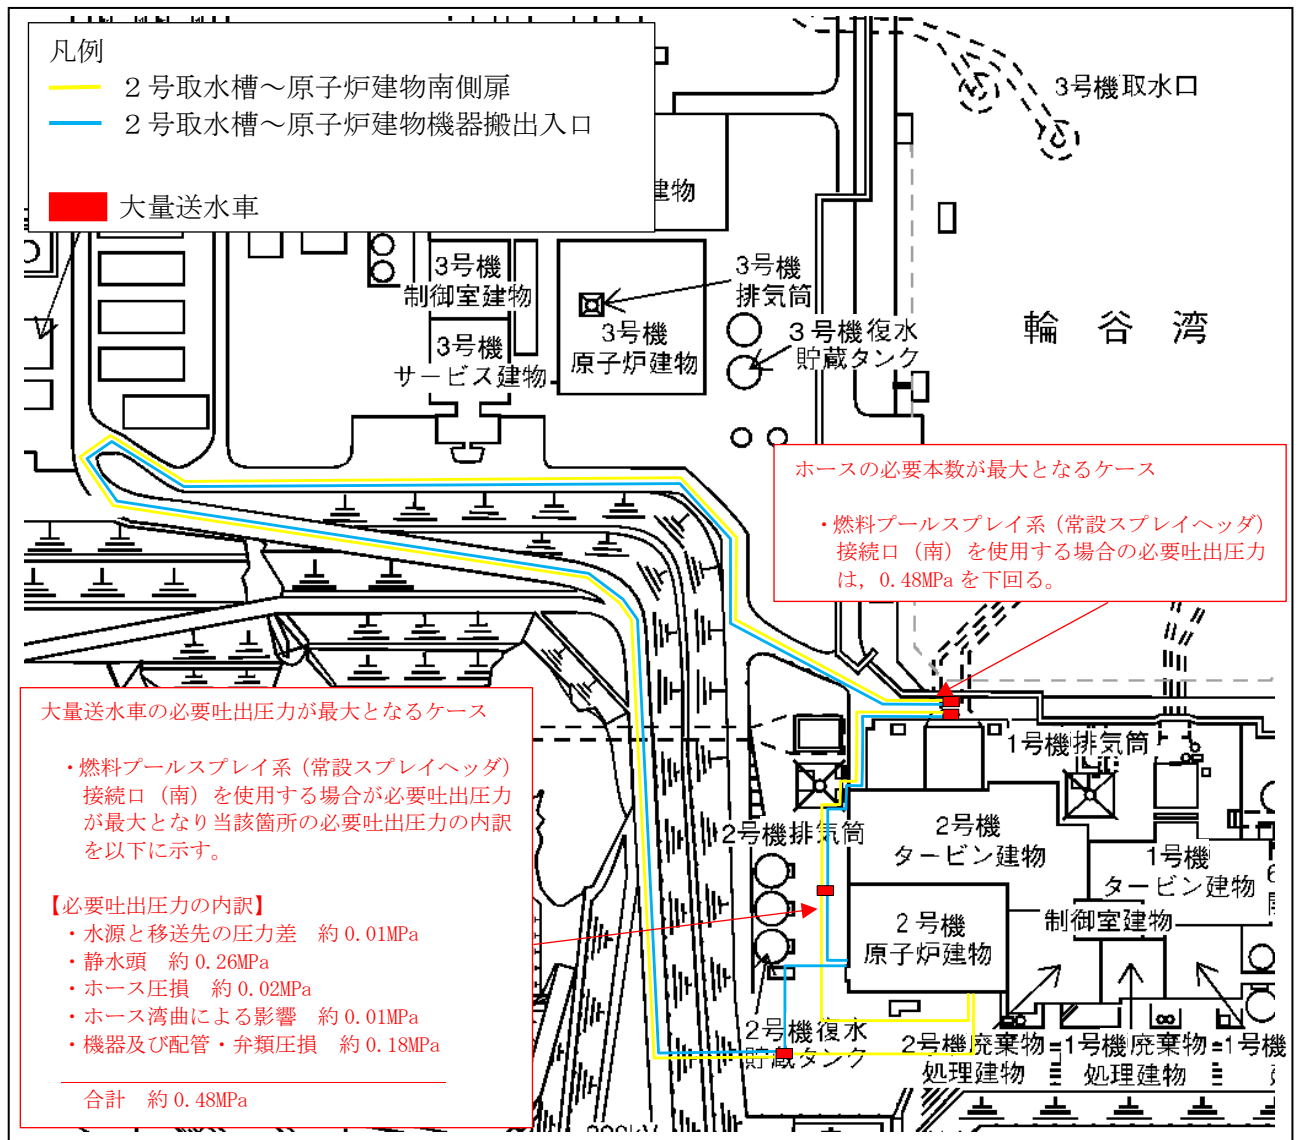 凡例
２号取水槽～原子炉建物南側扉
２号取水槽～原子炉建物機器搬出入口
大量送水車
建物
3号機取水口
3号機
制御室建物
3号機
サービス建物
3号機
原子炉建物
3号機
排気筒
3号機復水
貯蔵タンク
輪谷湾
ホースの必要本数が最大となるケース
・燃料プールスプレイ系（常設スプレイヘッダ）
接続口（南）を使用する場合の必要吐出圧力
は，0.48MPa を下回る。
大量送水車の必要吐出圧力が最大となるケース
・燃料プールスプレイ系（常設スプレイヘッダ）
接続口（南）を使用する場合が必要吐出圧力
が最大となり当該箇所の必要吐出圧力の内訳
を以下に示す。
【必要吐出圧力の内訳】
・水源と移送先の圧力差　約 0.01MPa
・静水頭　約 0.26MPa
・ホース圧損　約 0.02MPa
・ホース湾曲による影響　約 0.01MPa
・機器及び配管・弁類圧損　約 0.18MPa
合計　約 0.48MPa
1号機排気筒
2号機排気筒
2号機
タービン建物
1号機
タービン建物
制御室建物
2号機
原子炉建物
2号機復水
貯蔵タンク
2号機廃棄物
処理建物
1号機廃棄物
処理建物
1号機